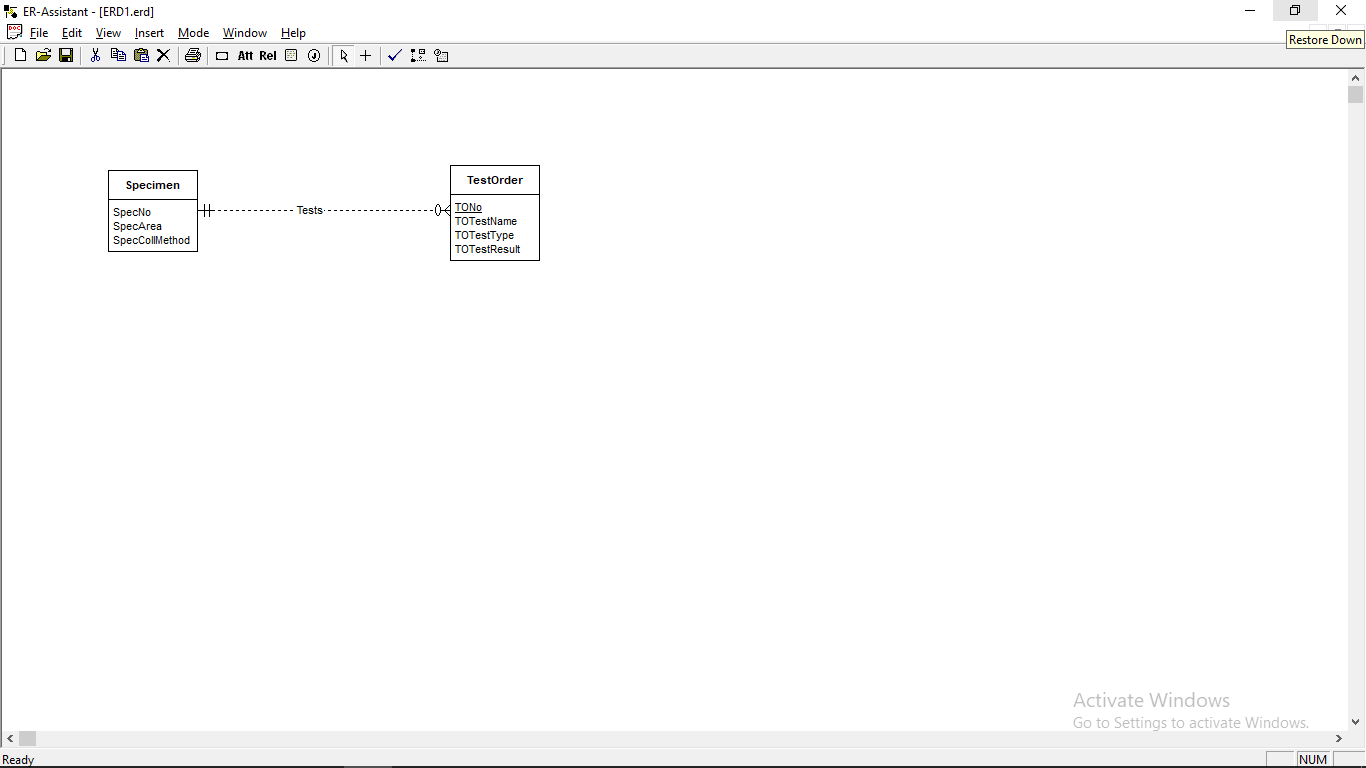 ER-Assistant - [ERD1.erd]
File Edit View Insert Mode Window Help
Restore Down
Att Rel J
Specimen
SpecNo
SpecArea
SpecCollMethod
Tests
TestOrder
TONo
TOTestName
TOTestType
TOTestResult
Activate Windows
Go to Settings to activate Windows.
Ready NUM